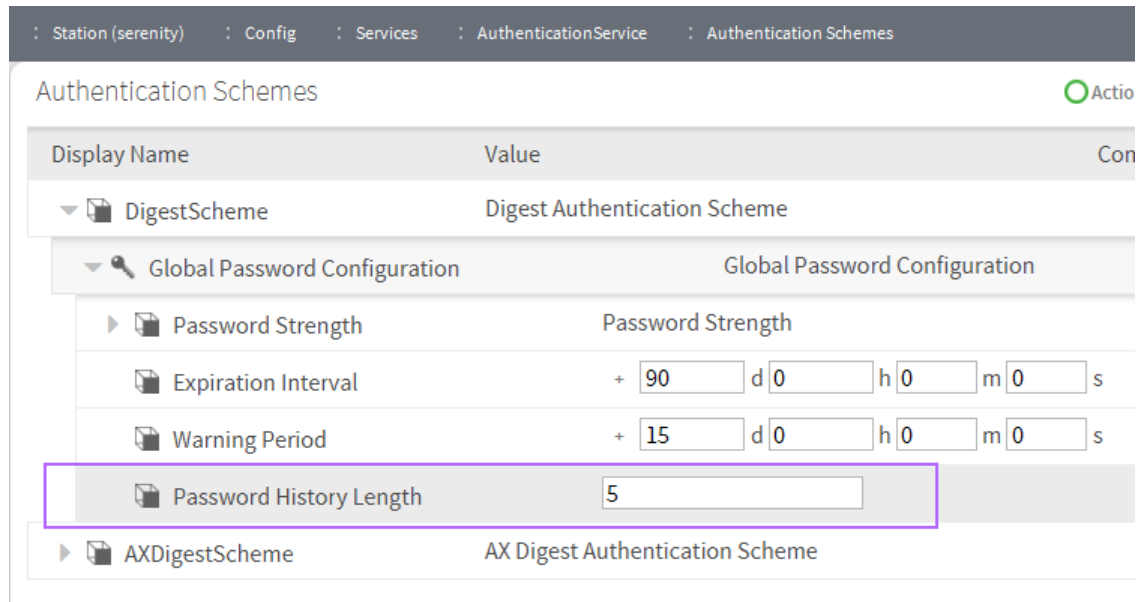 : Station (serenity) : Config : Services : AuthenticationService : Authentication Schemes
Authentication Schemes Actio
Display Name Value Con
DigestScheme Digest Authentication Scheme
Global Password Configuration Global Password Configuration
Password Strength Password Strength
Expiration Interval + 90 d 0 h 0 m 0 s
Warning Period + 15 d 0 h 0 m 0 s
Password History Length 5
AXDigestScheme AX Digest Authentication Scheme